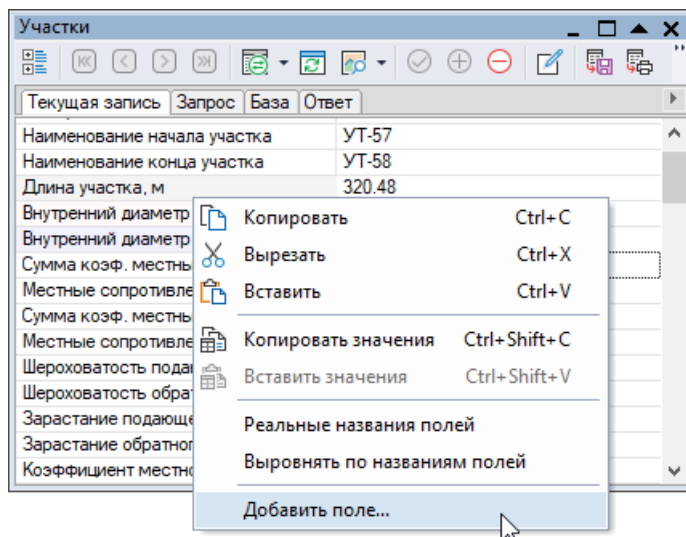 Участки
Текущая запись Запрос База Ответ
Наименование начала участка УТ-57
Наименование конца участка УТ-58
Длина участка, м 320.48
Внутренний диаметр
Внутренний диаметр
Сумма коэф. местны
Местные сопротивле
Сумма коэф. местны
Местные сопротивле
Шероховатость пода
Шероховатость обра
Зарастание подающе
Зарастание обратног
Коэффициент местно
Копировать Ctrl+C
Вырезать Ctrl+X
Вставить Ctrl+V
Копировать значения Ctrl+Shift+C
Вставить значения Ctrl+Shift+V
Реальные названия полей
Выровнять по названиям полей
Добавить поле...